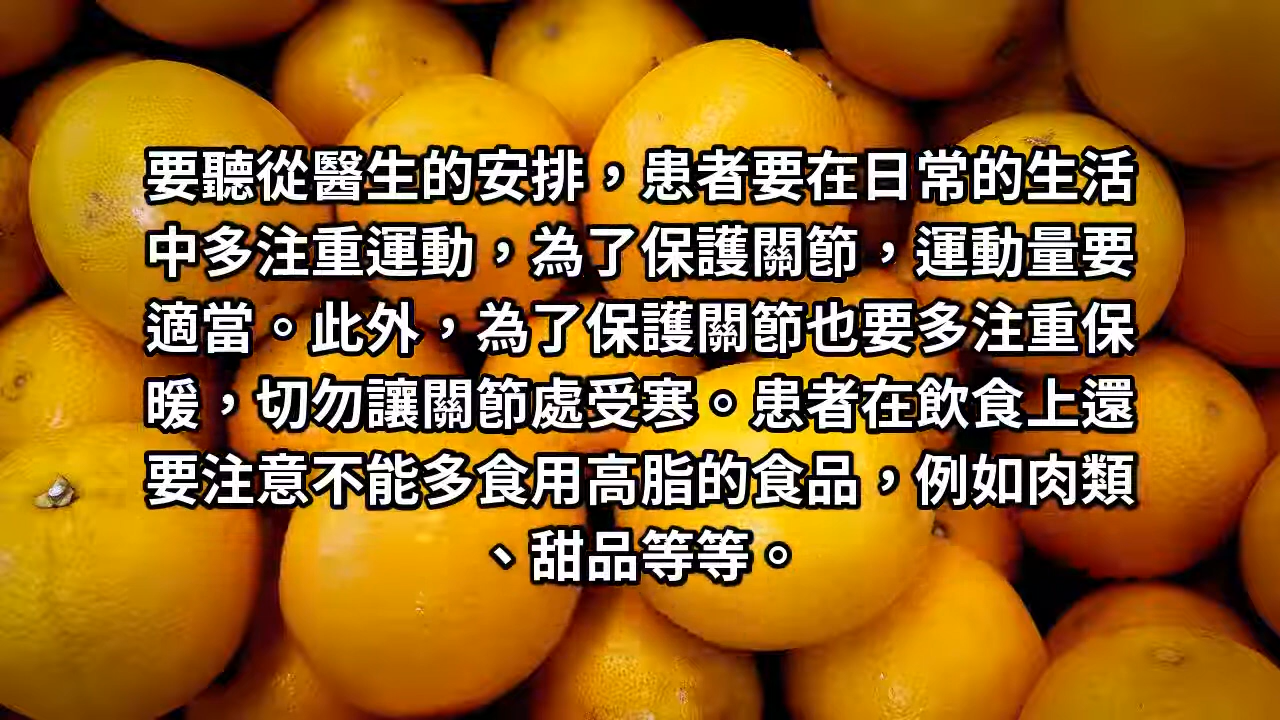 要聽從醫生的安排，患者要在日常的生活
中多注重運動，為了保護關節，運動量要
適當。此外，為了保護關節也要多注重保
暖，切勿讓關節處受寒。患者在飲食上還
要注意不能多食用高脂的食品，例如肉類
、甜品等等。